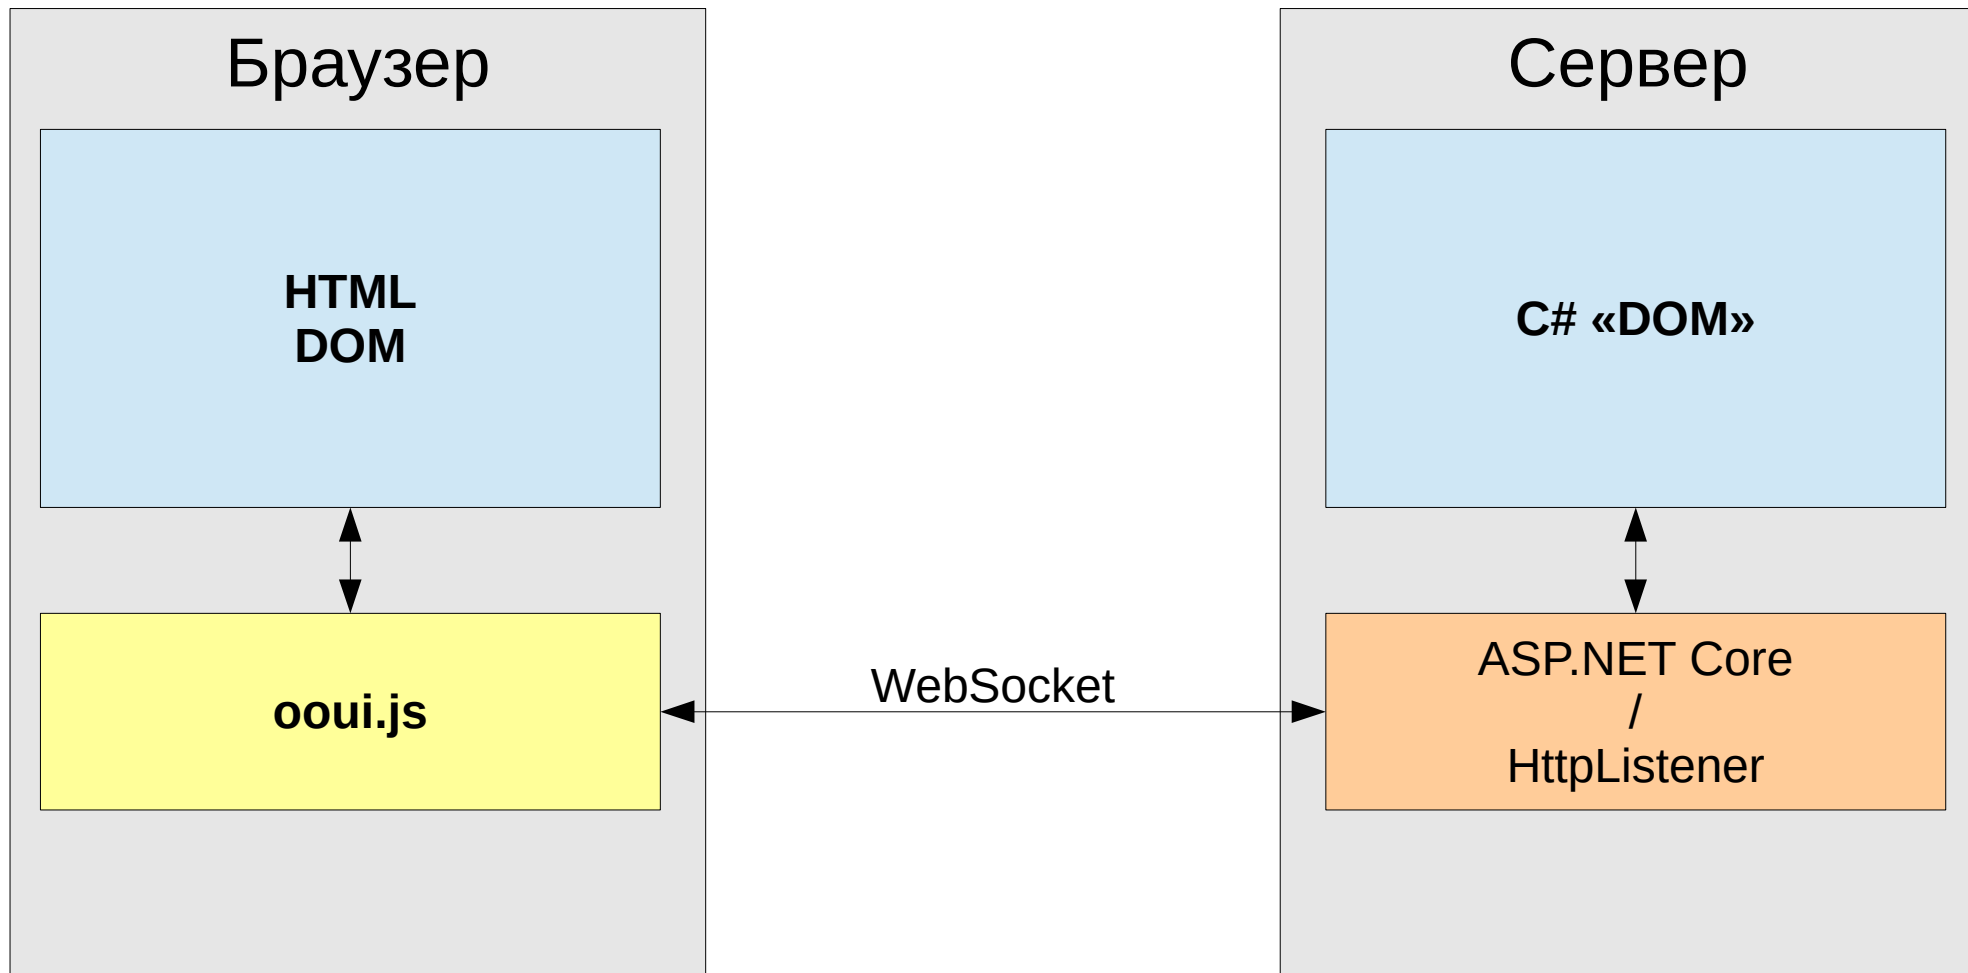 Браузер
HTML
DOM
ooui.js
WebSocket
Сервер
C# «DOM»
ASP.NET Core
/
HttpListener